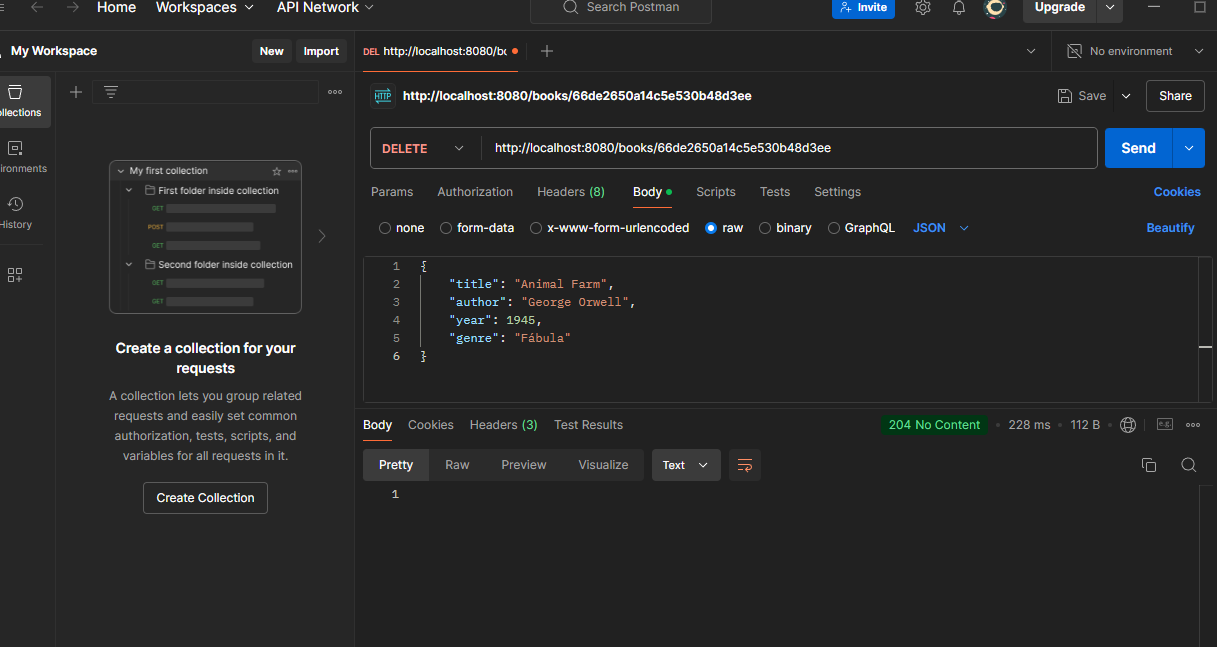 Home Workspaces API Network Search Postman Invite Upgrade
My Workspace New Import DEL http://localhost:8080/bo No environment
HTTP http://localhost:8080/books/66de2650a14c5e530b48d3ee Save Share
llections
ironments
History
My first collection
First folder inside collection
GET
POST
GET
Second folder inside collection
GET
GET
Create a collection for your
requests
A collection lets you group related
requests and easily set common
authorization, tests, scripts, and
variables for all requests in it.
Create Collection
DELETE http://localhost:8080/books/66de2650a14c5e530b48d3ee Send
Params Authorization Headers (8) Body Scripts Tests Settings Cookies
none form-data x-www-form-urlencoded raw binary GraphQL JSON Beautify
1 {
2 "title": "Animal Farm",
3 "author": "George Orwell",
4 "year": 1945,
5 "genre": "Fábula"
6 }
Body Cookies Headers (3) Test Results 204 No Content 228 ms 112 B e.g.
Pretty Raw Preview Visualize Text
1